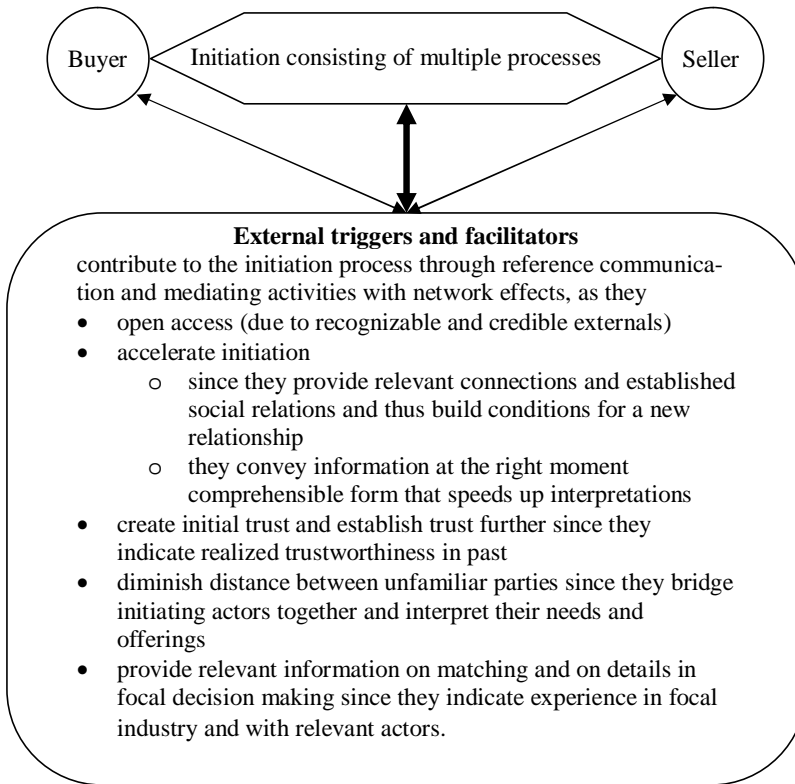 Buyer
Initiation consisting of multiple processes
Seller
External triggers and facilitators
contribute to the initiation process through reference communica-
tion and mediating activities with network effects, as they
• open access (due to recognizable and credible externals)
• accelerate initiation
o since they provide relevant connections and established
social relations and thus build conditions for a new
relationship
o they convey information at the right moment
comprehensible form that speeds up interpretations
• create initial trust and establish trust further since they
indicate realized trustworthiness in past
• diminish distance between unfamiliar parties since they bridge
initiating actors together and interpret their needs and
offerings
• provide relevant information on matching and on details in
focal decision making since they indicate experience in focal
industry and with relevant actors.